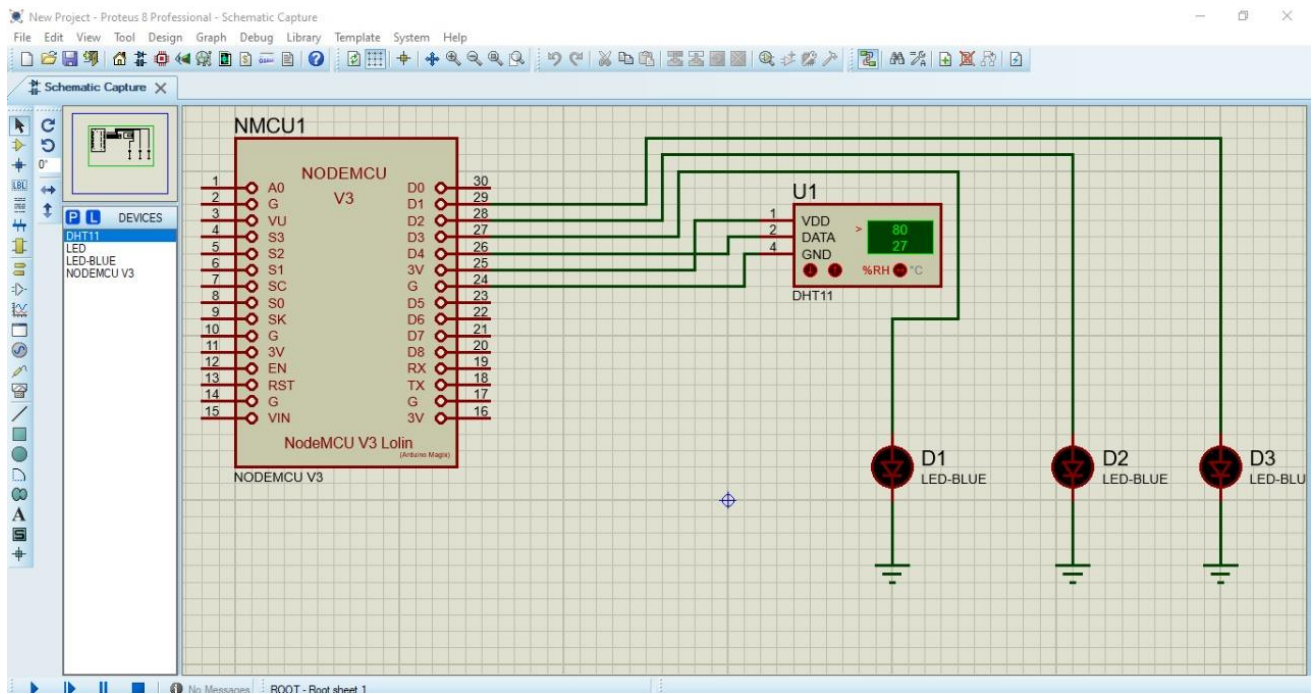 New Project - Proteus 8 Professional - Schematic Capture
File Edit View Tool Design Graph Debug Library Template System Help
Schematic Capture
0°
LBL
P L DEVICES
DHT11
LED
LED-BLUE
NODEMCU V3
NMCU1
NODEMCU
V3
1 A0
2 G
3 VU
4 S3
5 S2
6 S1
7 SC
8 S0
9 SK
10 G
11 3V
12 EN
13 RST
14 G
15 VIN
D0 30
D1 29
D2 28
D3 27
D4 26
3V 25
G 24
D5 23
D6 22
D7 21
D8 20
RX 19
TX 18
G 17
3V 16
NodeMCU V3 Lolin
(Arduino Magix)
NODEMCU V3
U1
1 VDD
2 DATA
4 GND
> 80
27
%RH °C
DHT11
D1
LED-BLUE
D2
LED-BLUE
D3
LED-BLU
A
S
No Messages ROOT - Root sheet 1